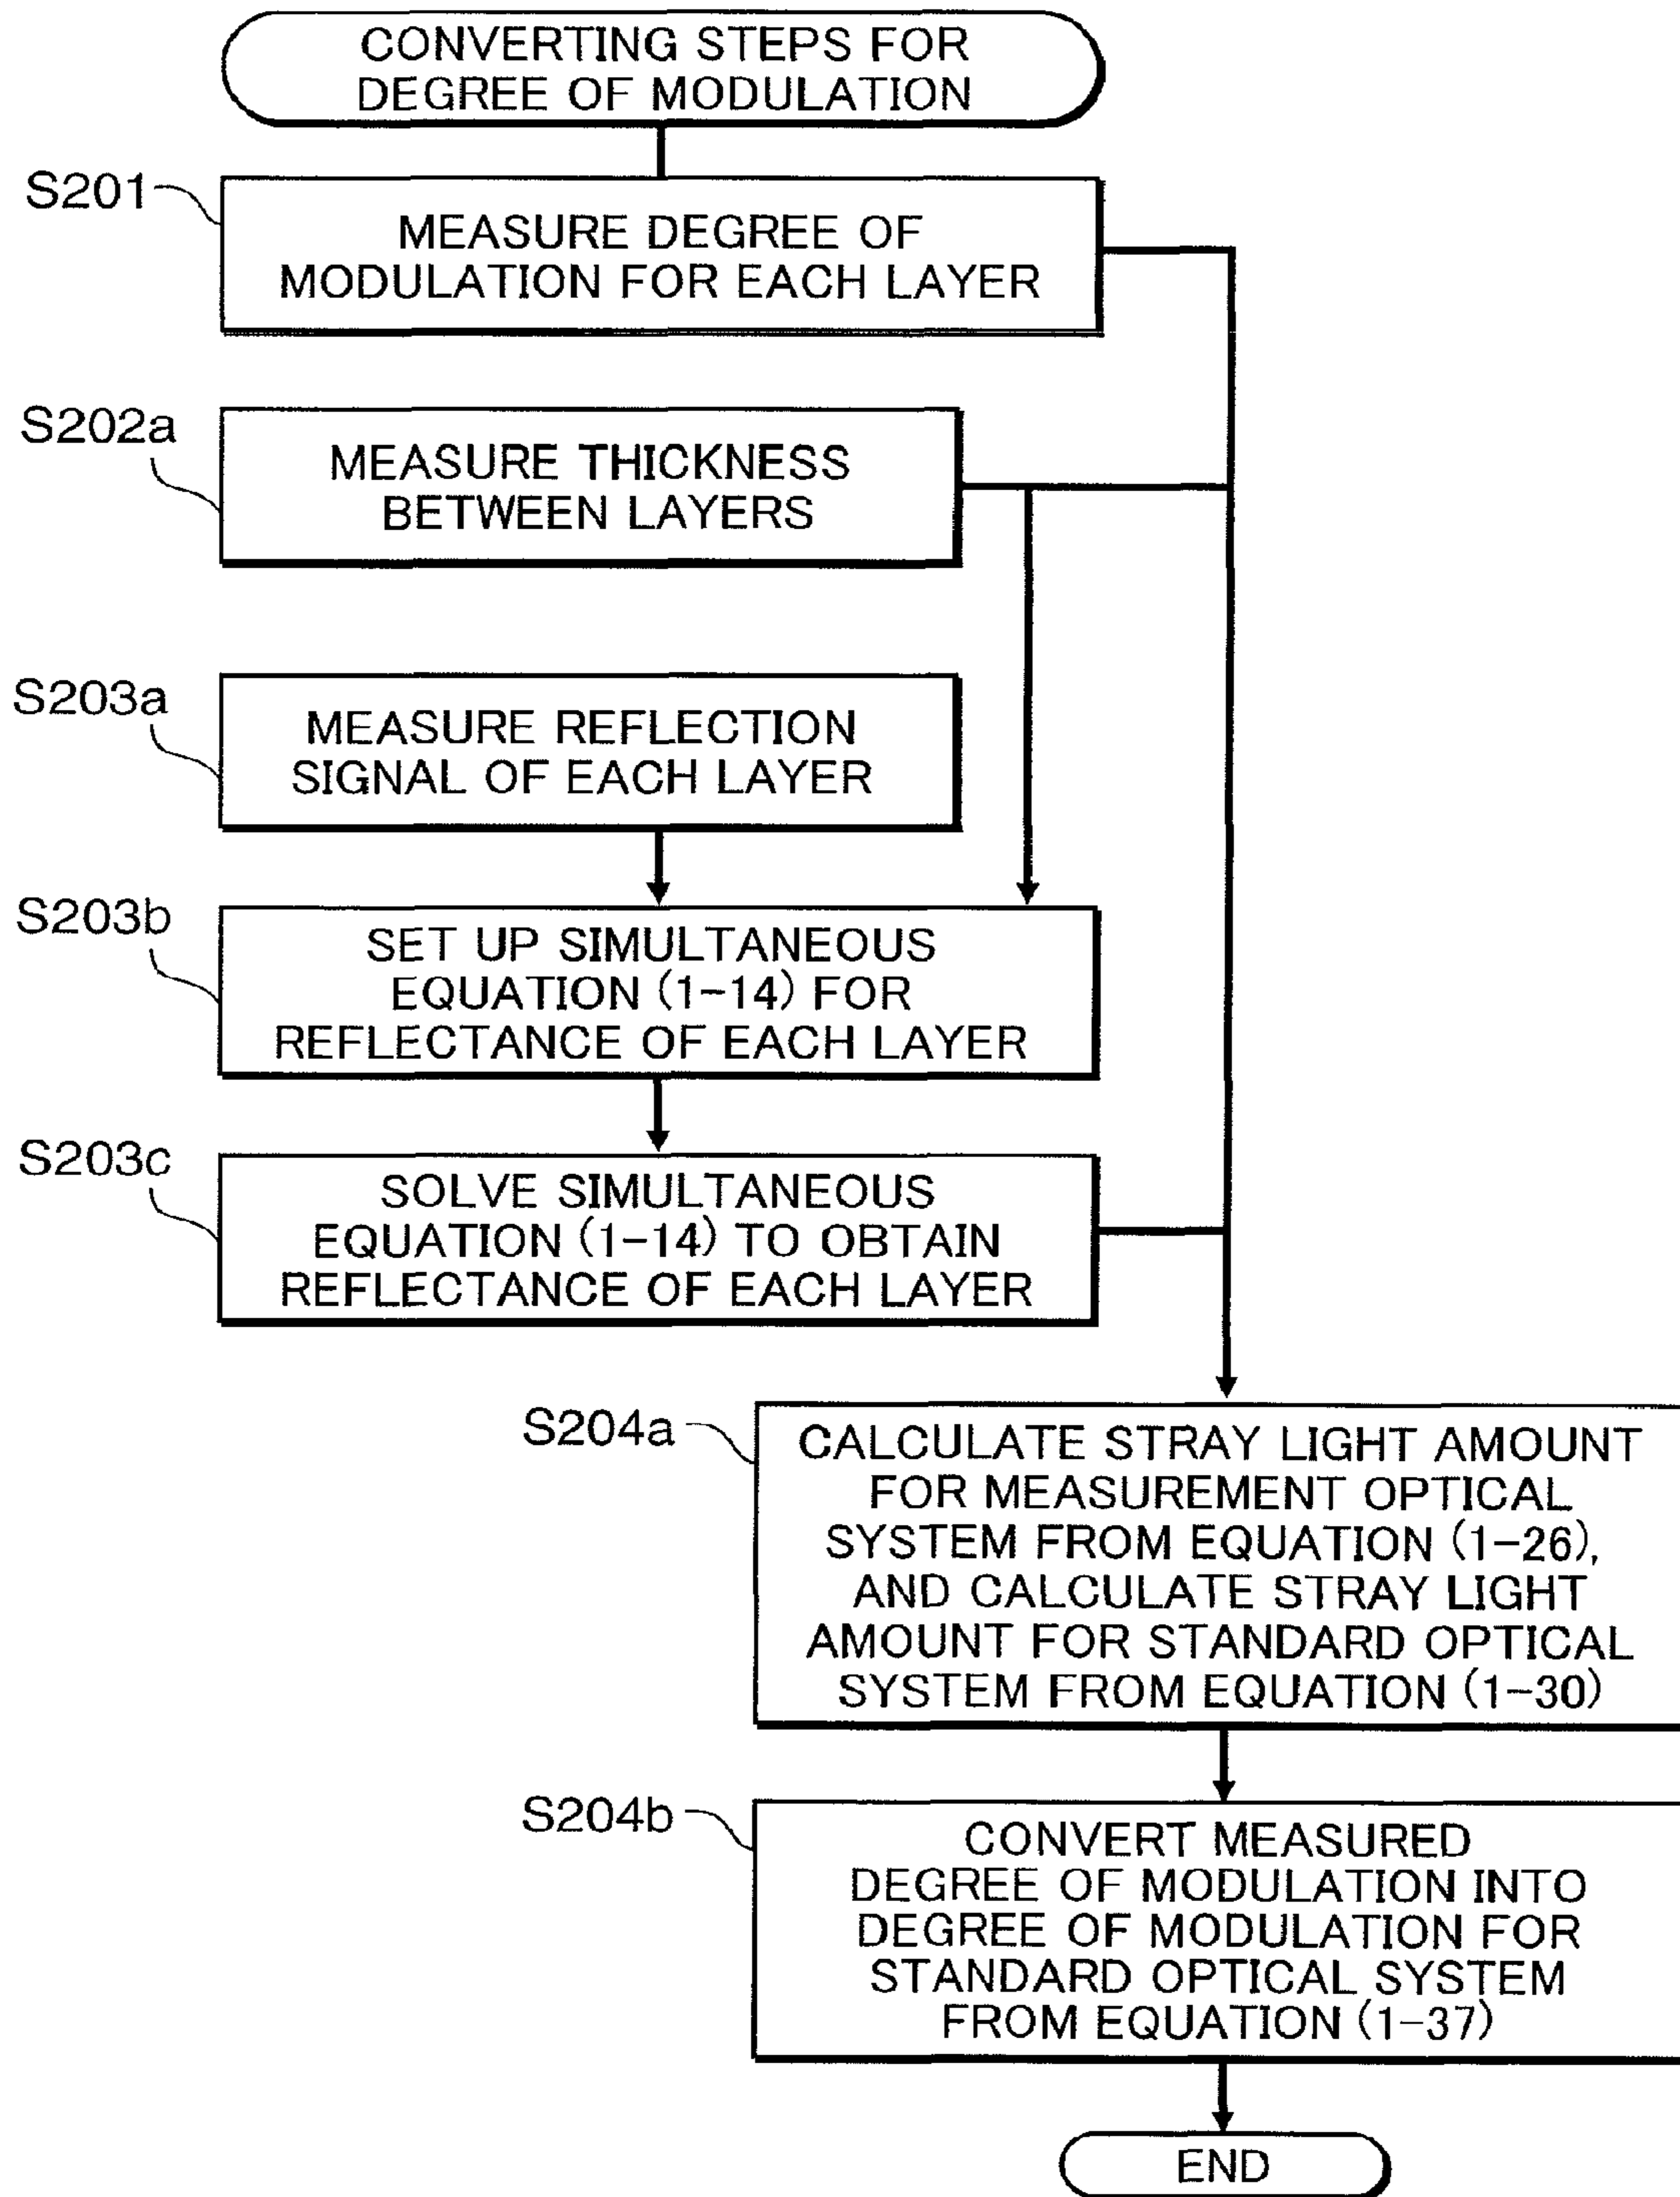 CONVERTING STEPS FOR
DEGREE OF MODULATION
S201
MEASURE DEGREE OF
MODULATION FOR EACH LAYER
S202a
MEASURE THICKNESS
BETWEEN LAYERS
S203a
MEASURE REFLECTION
SIGNAL OF EACH LAYER
S203b
SET UP SIMULTANEOUS
EQUATION (1-14) FOR
REFLECTANCE OF EACH LAYER
S203c
SOLVE SIMULTANEOUS
EQUATION (1-14) TO OBTAIN
REFLECTANCE OF EACH LAYER
S204a
CALCULATE STRAY LIGHT AMOUNT
FOR MEASUREMENT OPTICAL
SYSTEM FROM EQUATION (1-26),
AND CALCULATE STRAY LIGHT
AMOUNT FOR STANDARD OPTICAL
SYSTEM FROM EQUATION (1-30)
S204b
CONVERT MEASURED
DEGREE OF MODULATION INTO
DEGREE OF MODULATION FOR
STANDARD OPTICAL SYSTEM
FROM EQUATION (1-37)
END